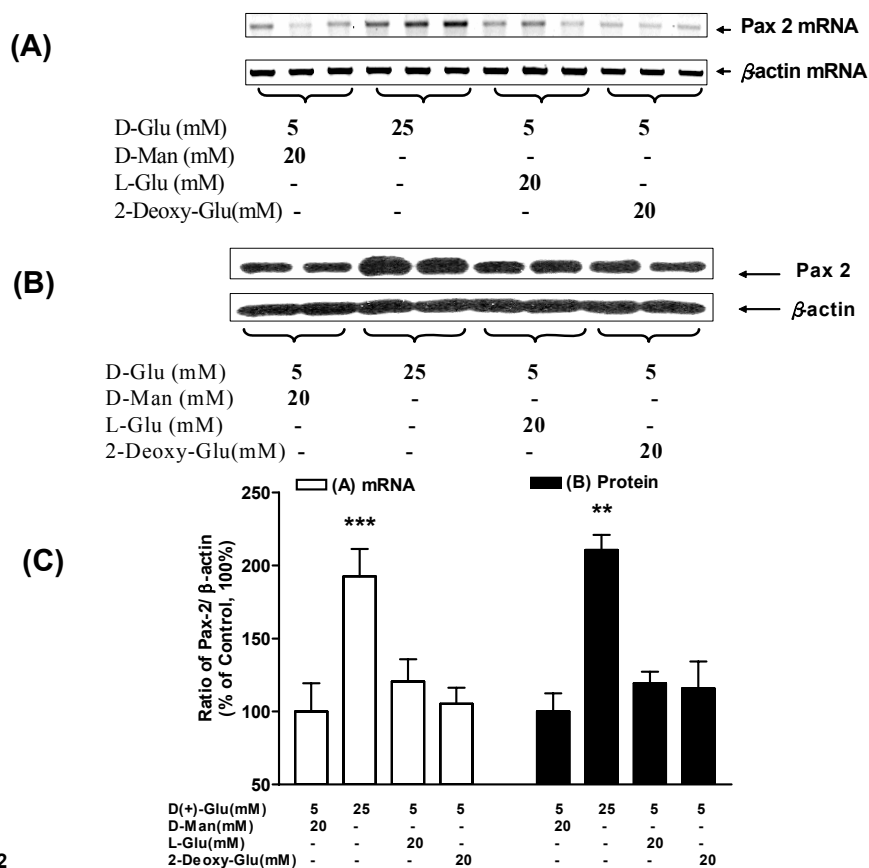 (A)
Pax 2 mRNA
β-actin mRNA
D-Glu (mM) 5 25 5 5
D-Man (mM) 20 - - -
L-Glu (mM) - - 20 -
2-Deoxy-Glu(mM) - - - 20
(B)
Pax 2
β-actin
D-Glu (mM) 5 25 5 5
D-Man (mM) 20 - - -
L-Glu (mM) - - 20 -
2-Deoxy-Glu(mM) - - - 20
(C)
(A) mRNA (B) Protein
Ratio of Pax-2/ β-actin
(% of Control, 100%)
250
200
150
100
50
*** **
D(+)-Glu(mM) 5 25 5 5 5 25 5 5
D-Man(mM) 20 - - - 20 - - -
L-Glu(mM) - - 20 - - - 20 -
2-Deoxy-Glu(mM) - - - 20 - - - 20
2